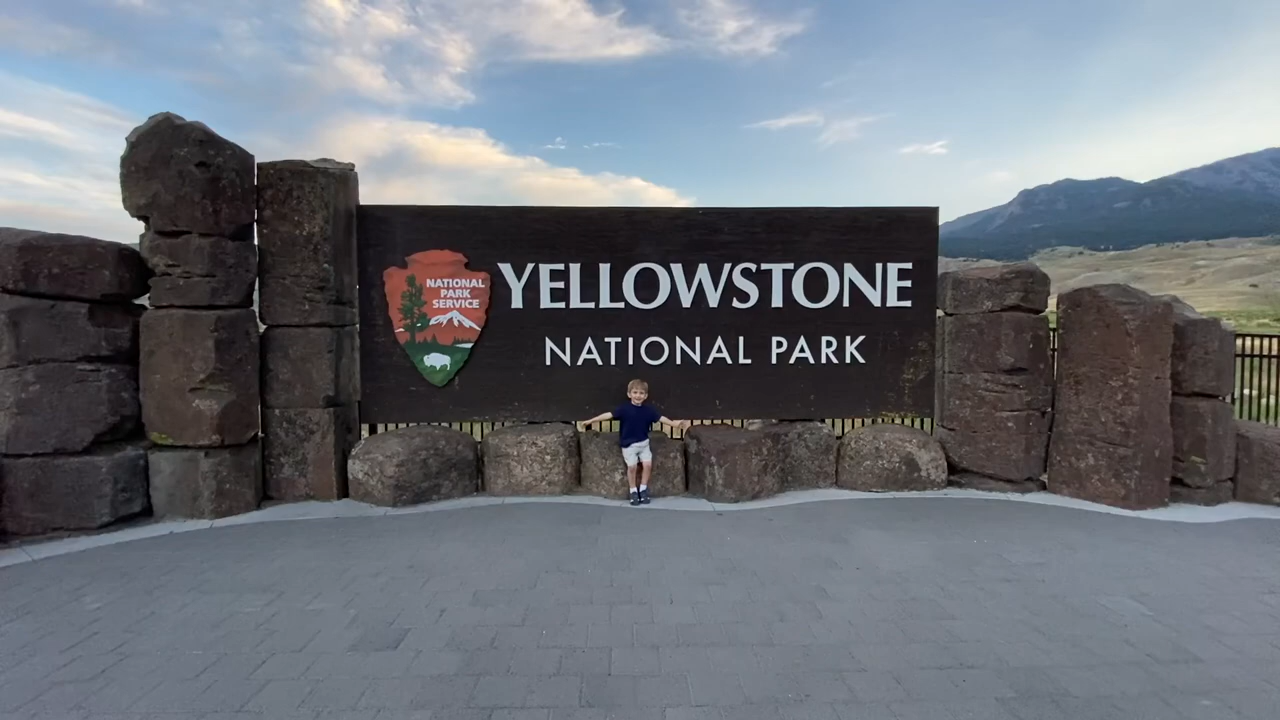 NATIONAL
PARK
SERVICE
YELLOWSTONE
NATIONAL PARK